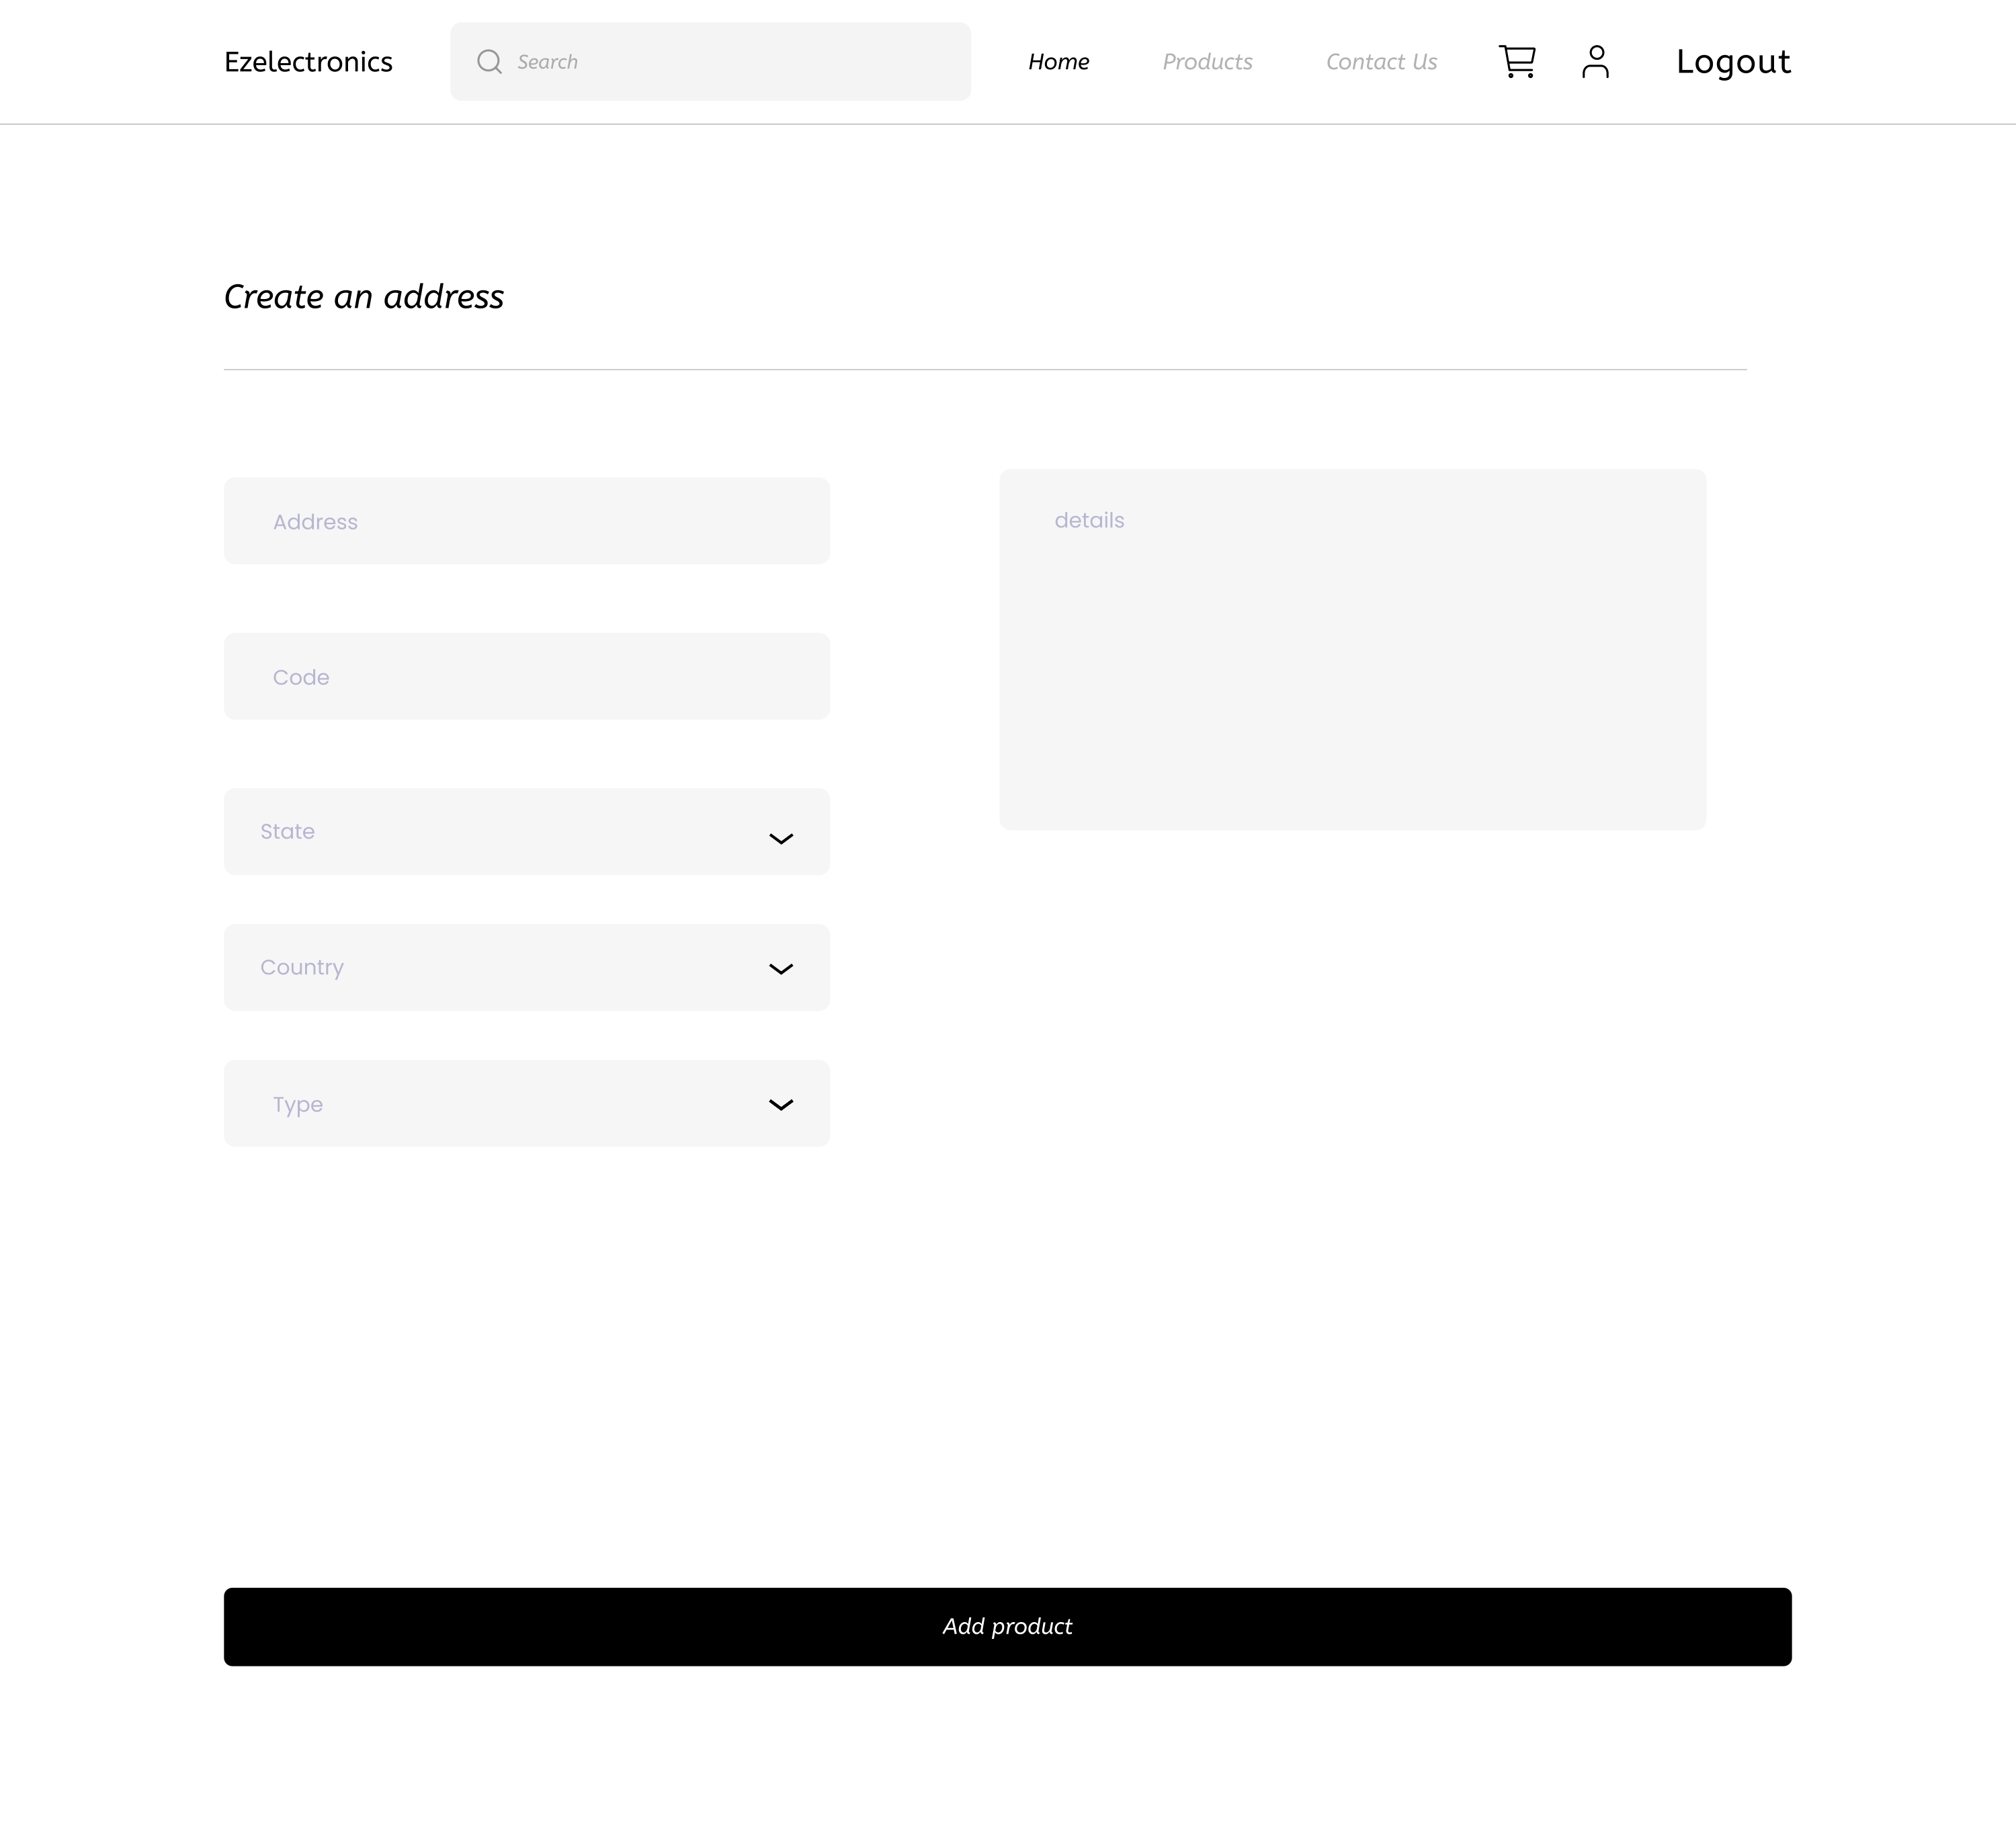 Ezelectronics
Search
Home
Products
Contact Us
Logout
Create an address
Address
details
Code
State
Country
Type
Add product